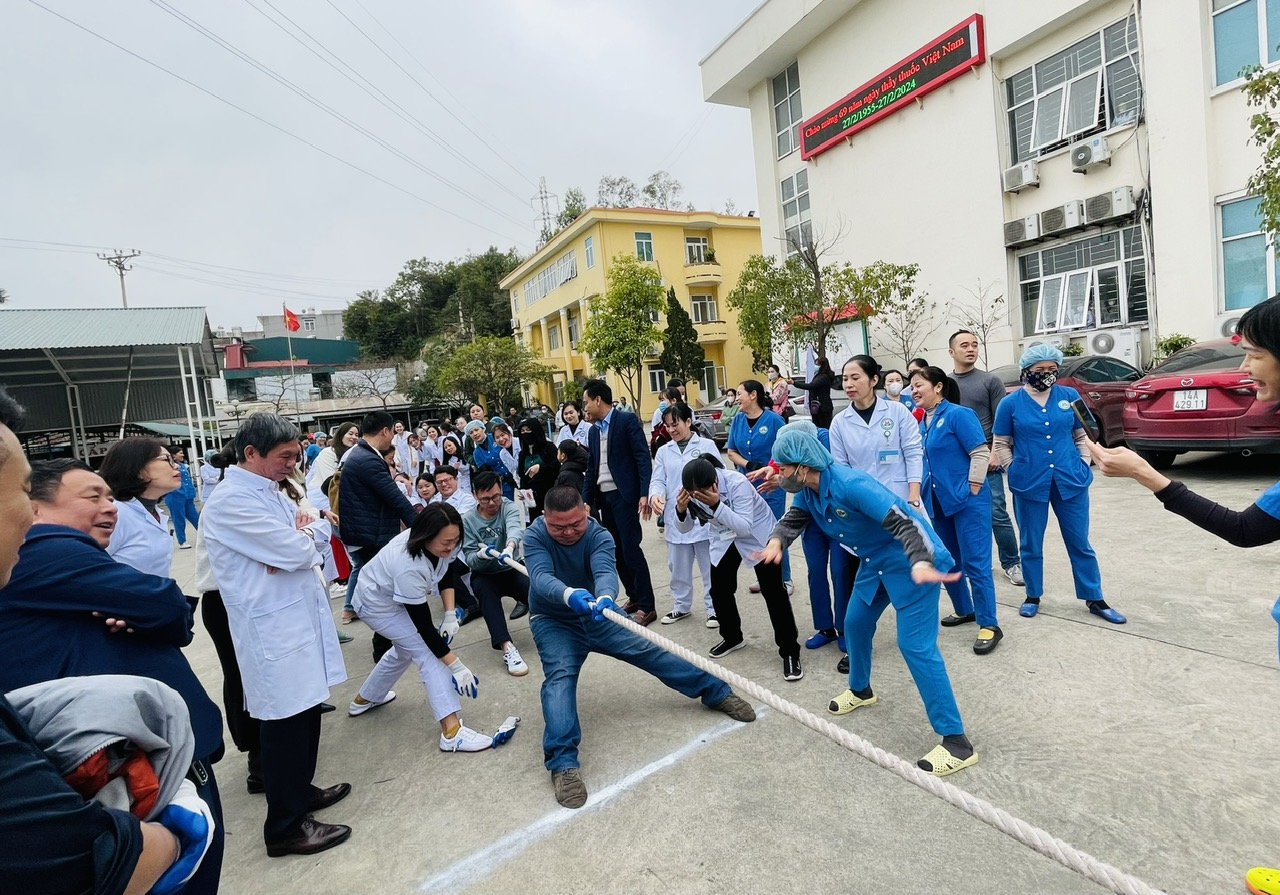 Chào mừng 69 năm ngày thầy thuốc Việt Nam
27/2/1955-27/2/2024
14A
429.11